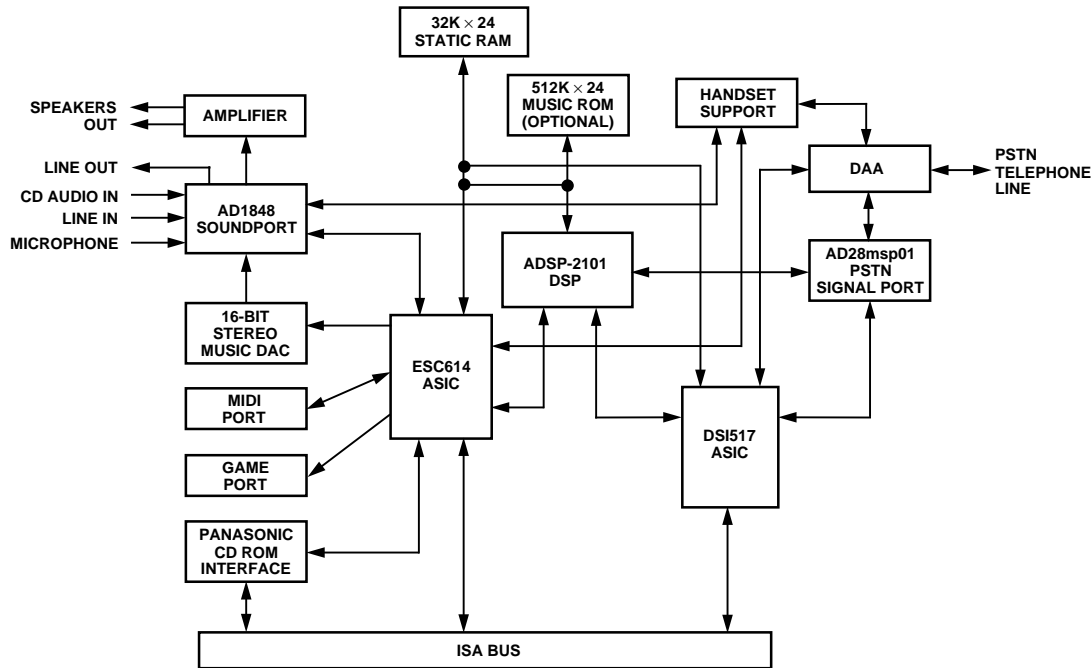 32K × 24
STATIC RAM
512K × 24
MUSIC ROM
(OPTIONAL)
HANDSET
SUPPORT
SPEAKERS
OUT
AMPLIFIER
LINE OUT
CD AUDIO IN
LINE IN
MICROPHONE
AD1848
SOUNDPORT
DAA
PSTN
TELEPHONE
LINE
ADSP-2101
DSP
AD28msp01
PSTN
SIGNAL PORT
16-BIT
STEREO
MUSIC DAC
ESC614
ASIC
MIDI
PORT
DSI517
ASIC
GAME
PORT
PANASONIC
CD ROM
INTERFACE
ISA BUS